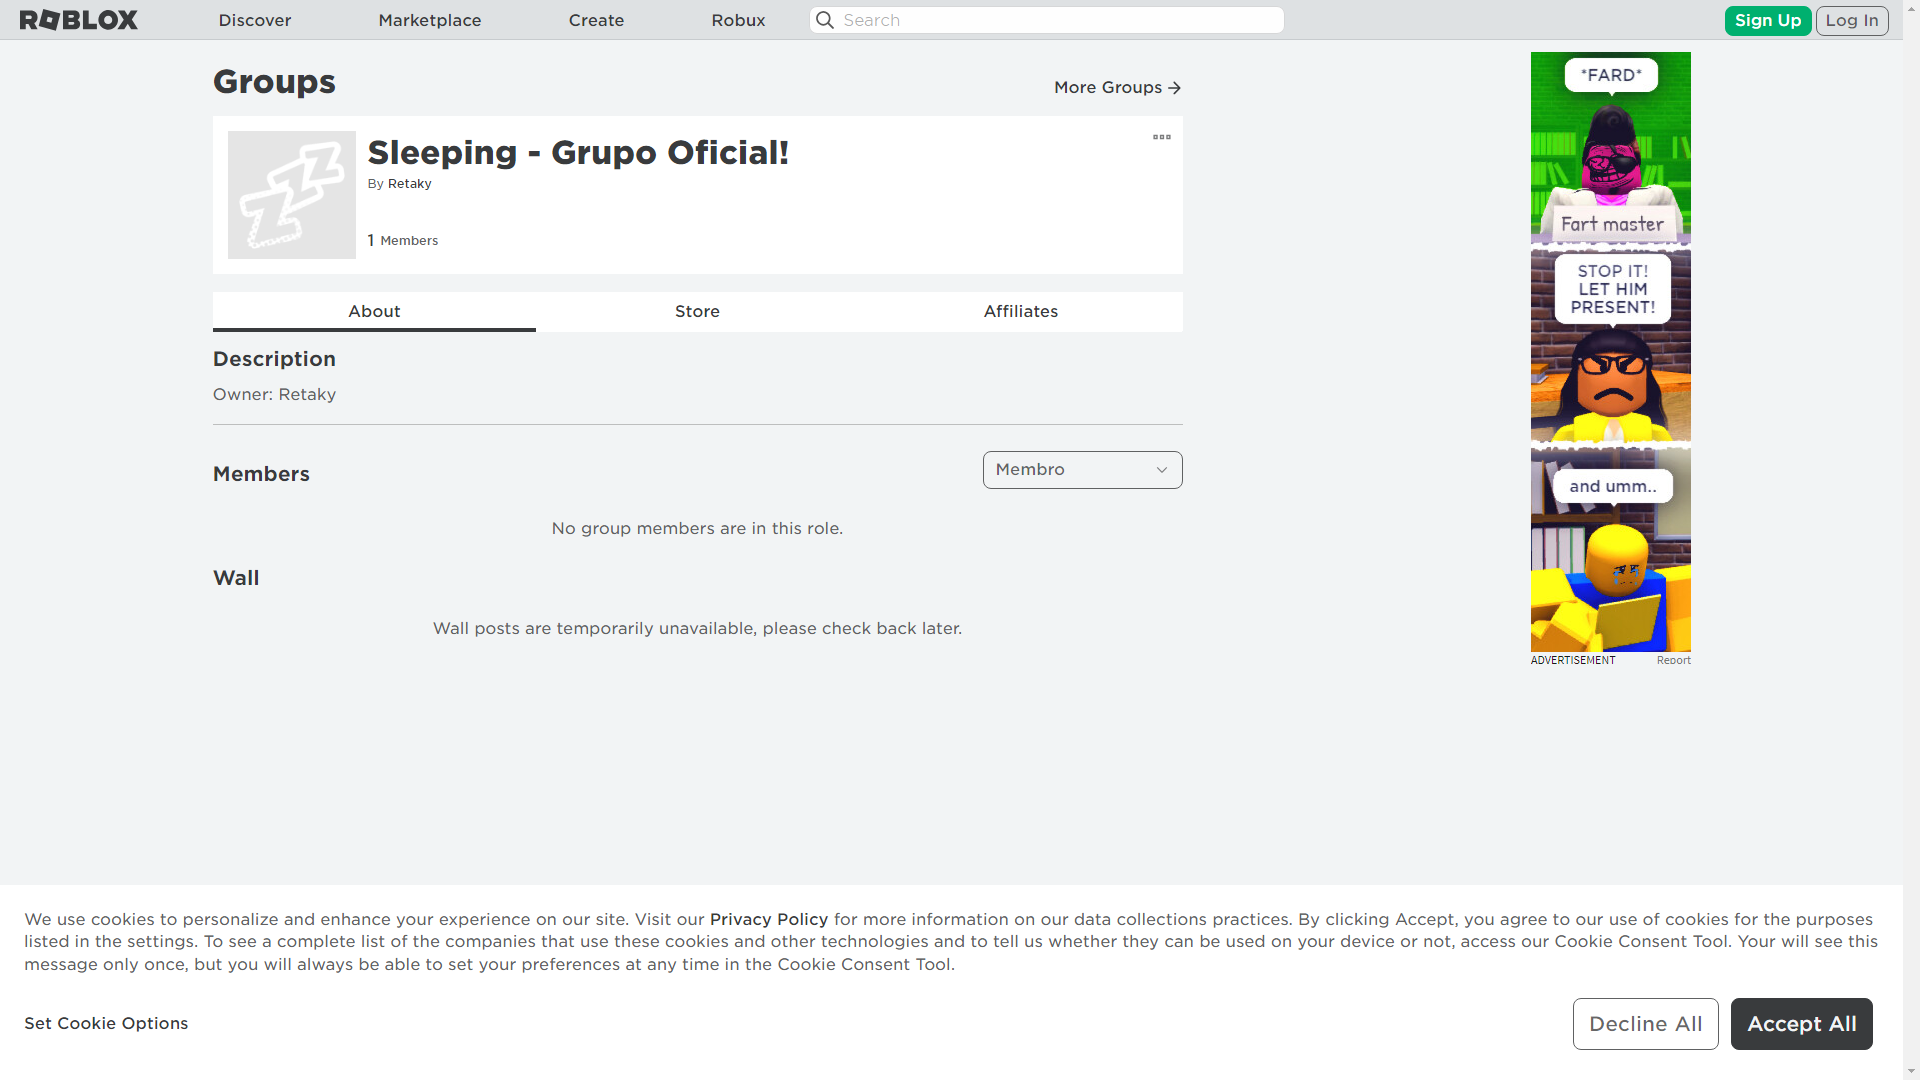 ROBLOX
Discover
Marketplace
Create
Robux
Search
Sign Up
Log In
Groups
More Groups
Sleeping - Grupo Oficial!
By Retaky
1 Members
About
Store
Affiliates
Description
Owner: Retaky
Members
Membro
No group members are in this role.
Wall
Wall posts are temporarily unavailable, please check back later.
*FARD*
Fart master
STOP IT!
LET HIM
PRESENT!
and umm..
ADVERTISEMENT
Report
We use cookies to personalize and enhance your experience on our site. Visit our Privacy Policy for more information on our data collections practices. By clicking Accept, you agree to our use of cookies for the purposes
listed in the settings. To see a complete list of the companies that use these cookies and other technologies and to tell us whether they can be used on your device or not, access our Cookie Consent Tool. Your will see this
message only once, but you will always be able to set your preferences at any time in the Cookie Consent Tool.
Set Cookie Options
Decline All
Accept All